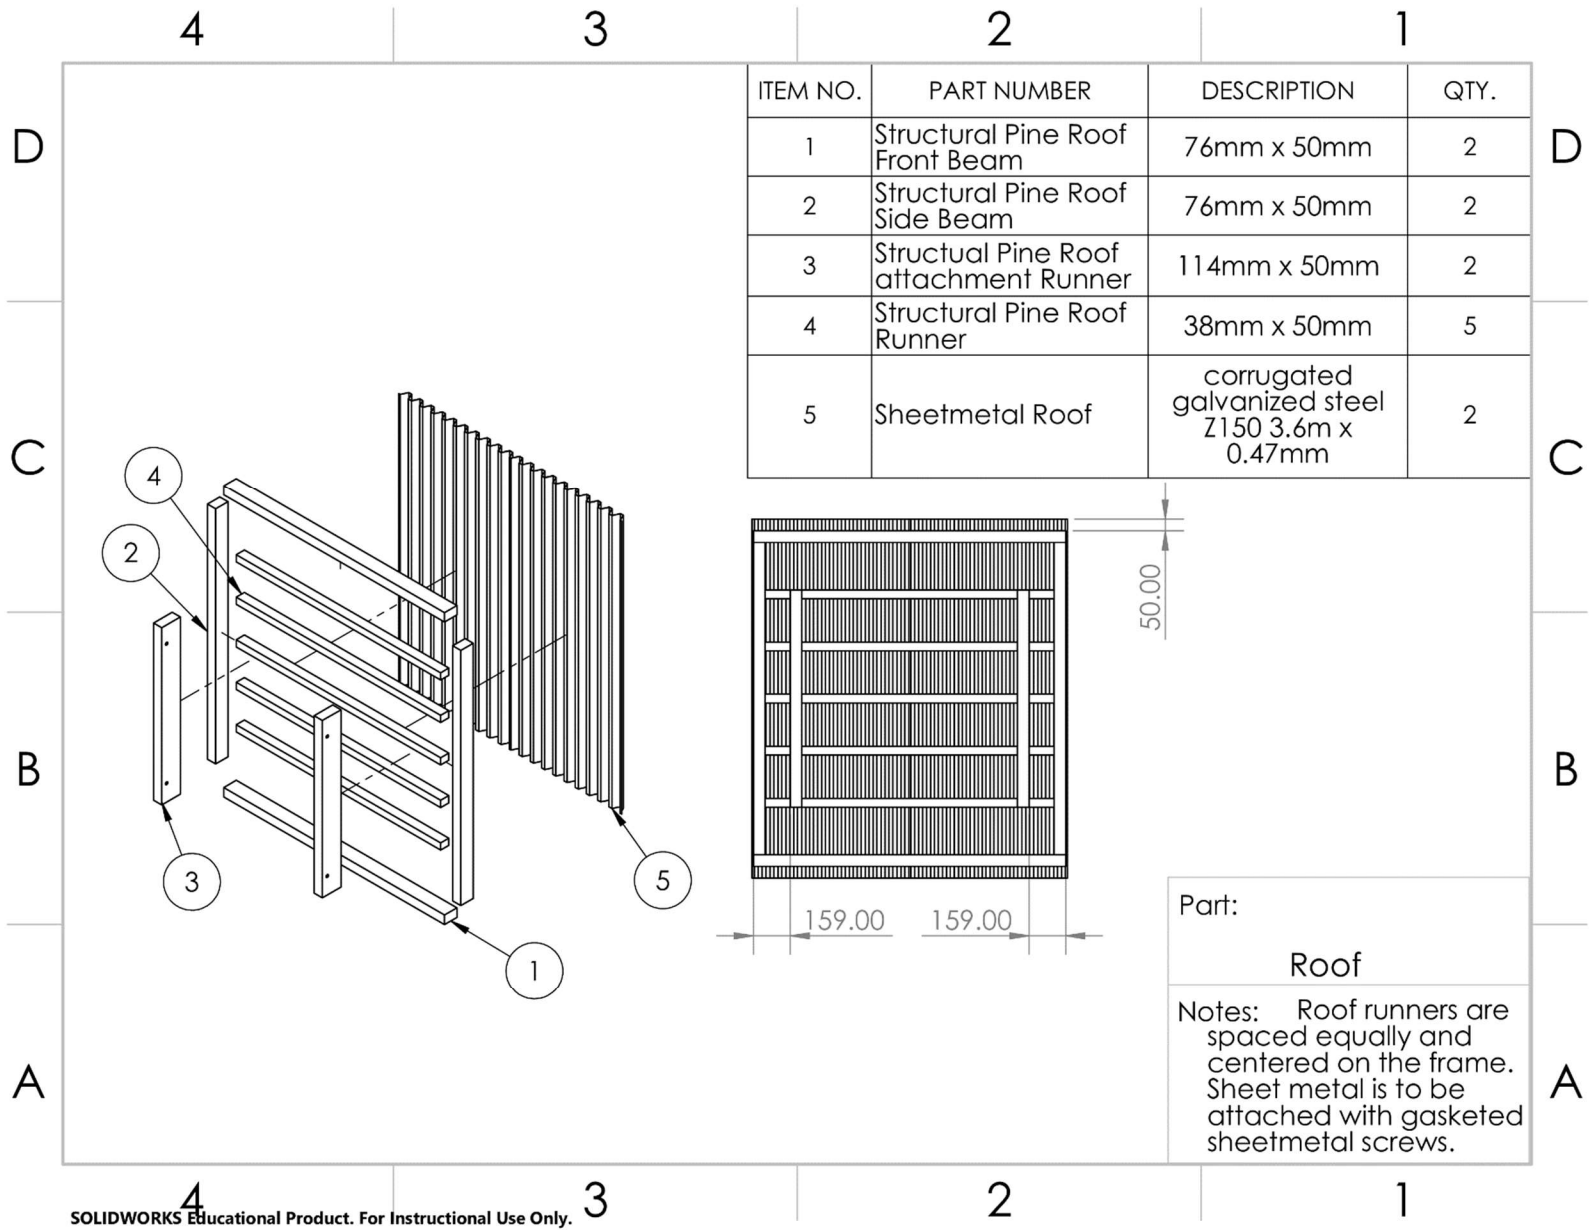 4 3 2 1
ITEM NO. PART NUMBER DESCRIPTION QTY.
D D
1 Structural Pine Roof 76mm x 50mm 2
Front Beam
2 Structural Pine Roof 76mm x 50mm 2
Side Beam
3 Structual Pine Roof 114mm x 50mm 2
attachment Runner
4 Structural Pine Roof 38mm x 50mm 5
Runner
5 Sheetmetal Roof corrugated 2
galvanized steel
Z150 3.6m x
0.47mm
C C
4
2
50.00
B B
3
5
159.00 159.00
1
Part:
Roof
Notes: Roof runners are
spaced equally and
centered on the frame.
Sheet metal is to be
attached with gasketed
sheetmetal screws.
A A
4 3 2 1
SOLIDWORKS Educational Product. For Instructional Use Only.